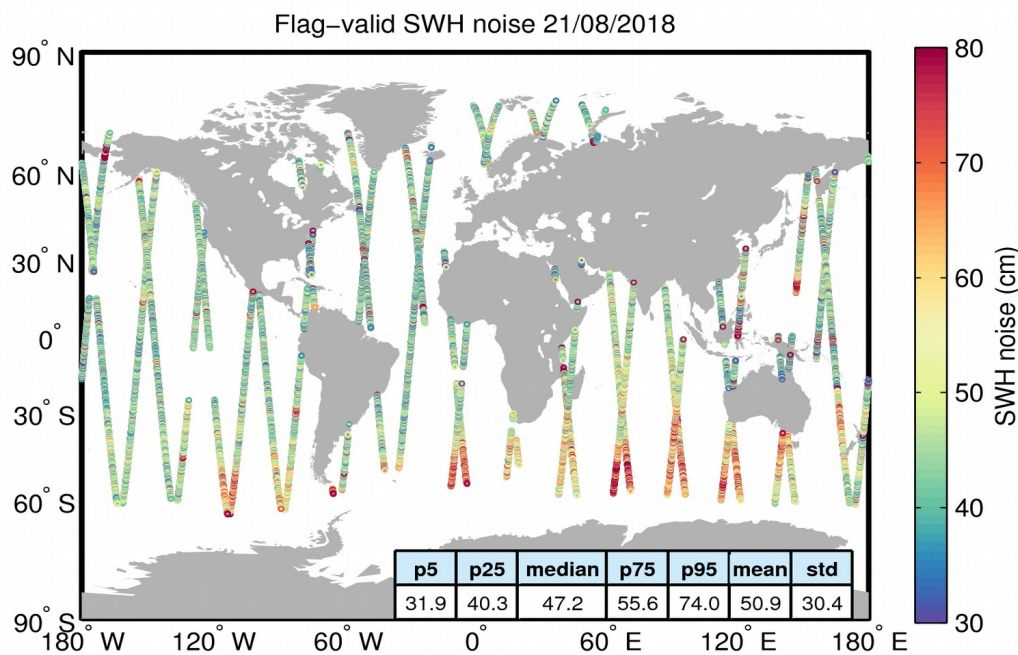 Flag−valid SWH noise 21/08/2018
90° N
60° N
30° N
0°
30° S
60° S
90° S
180° W
120° W
60° W
0°
60° E
120° E
180° E
p5 p25 median p75 p95 mean std
31.9 40.3 47.2 55.6 74.0 50.9 30.4
80
70
60
50
40
30
SWH noise (cm)